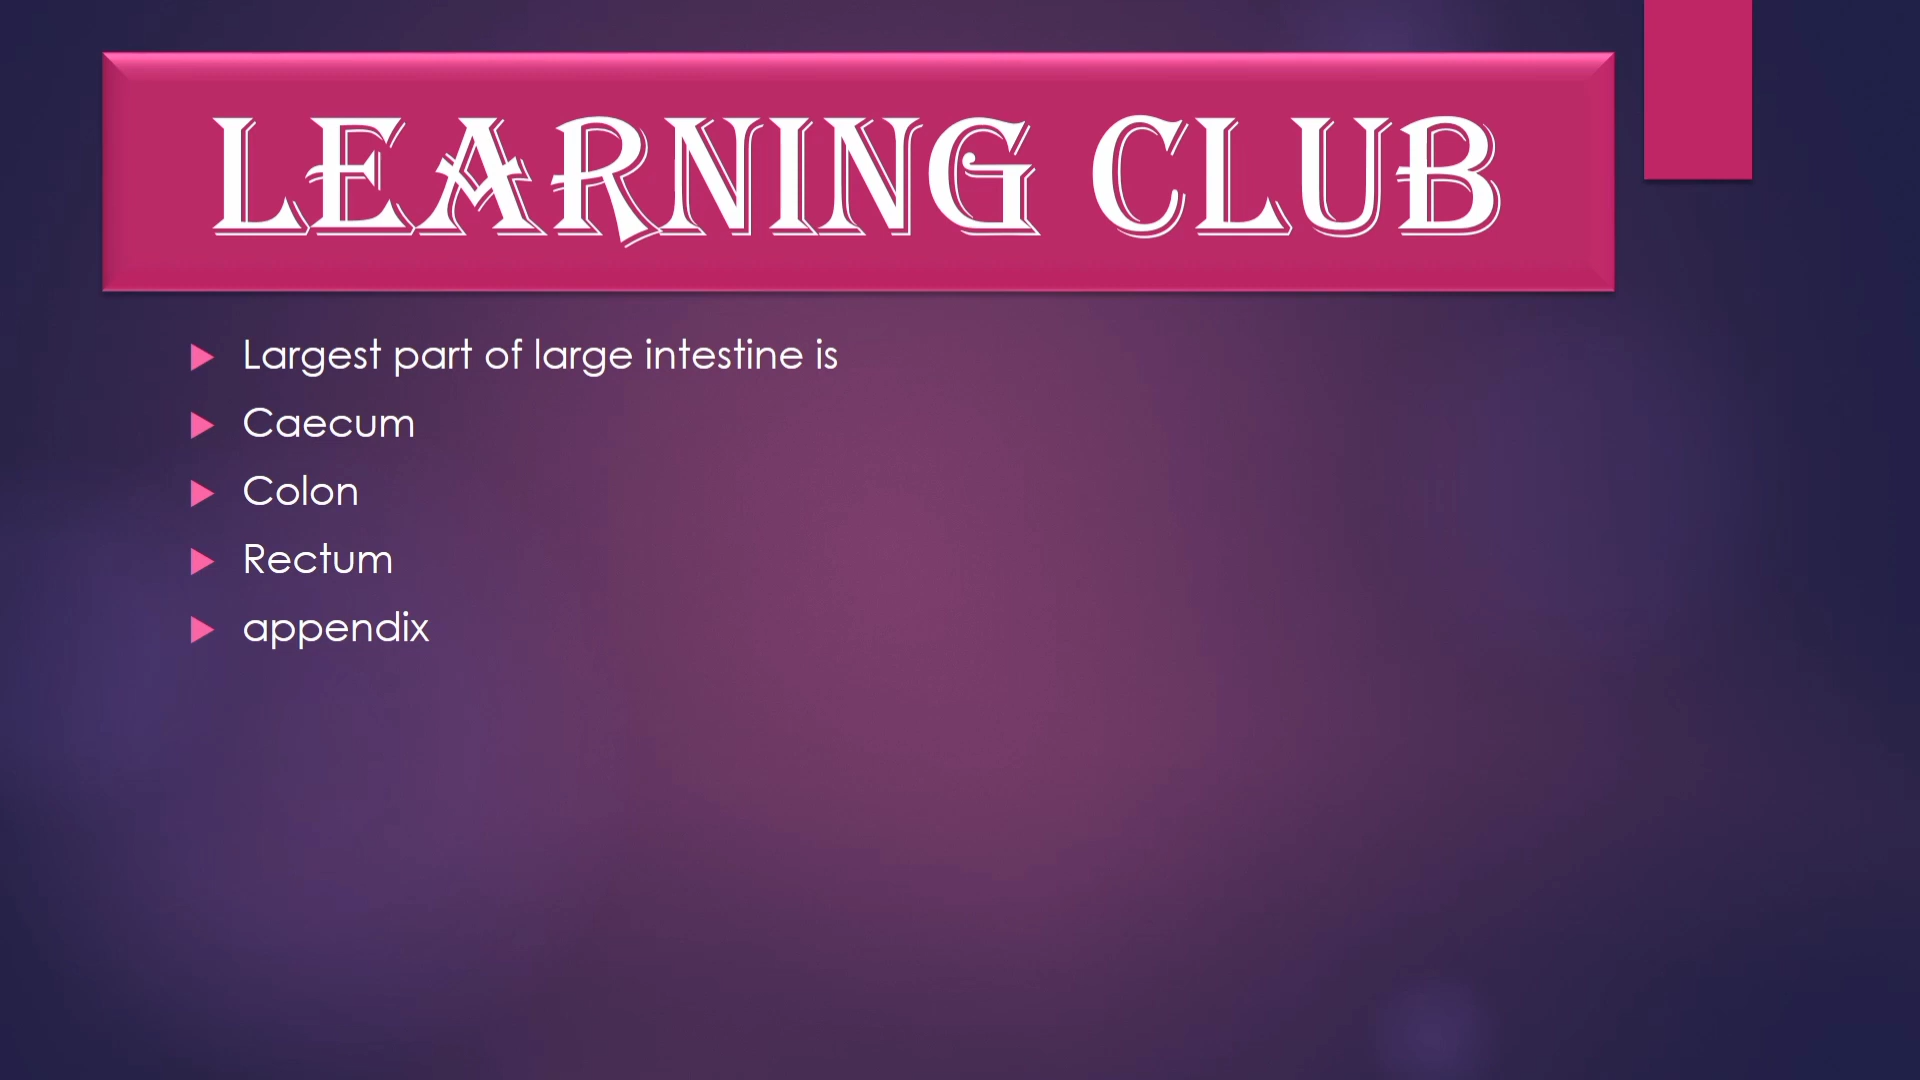 LEARNING CLUB
Largest part of large intestine is
Caecum
Colon
Rectum
appendix